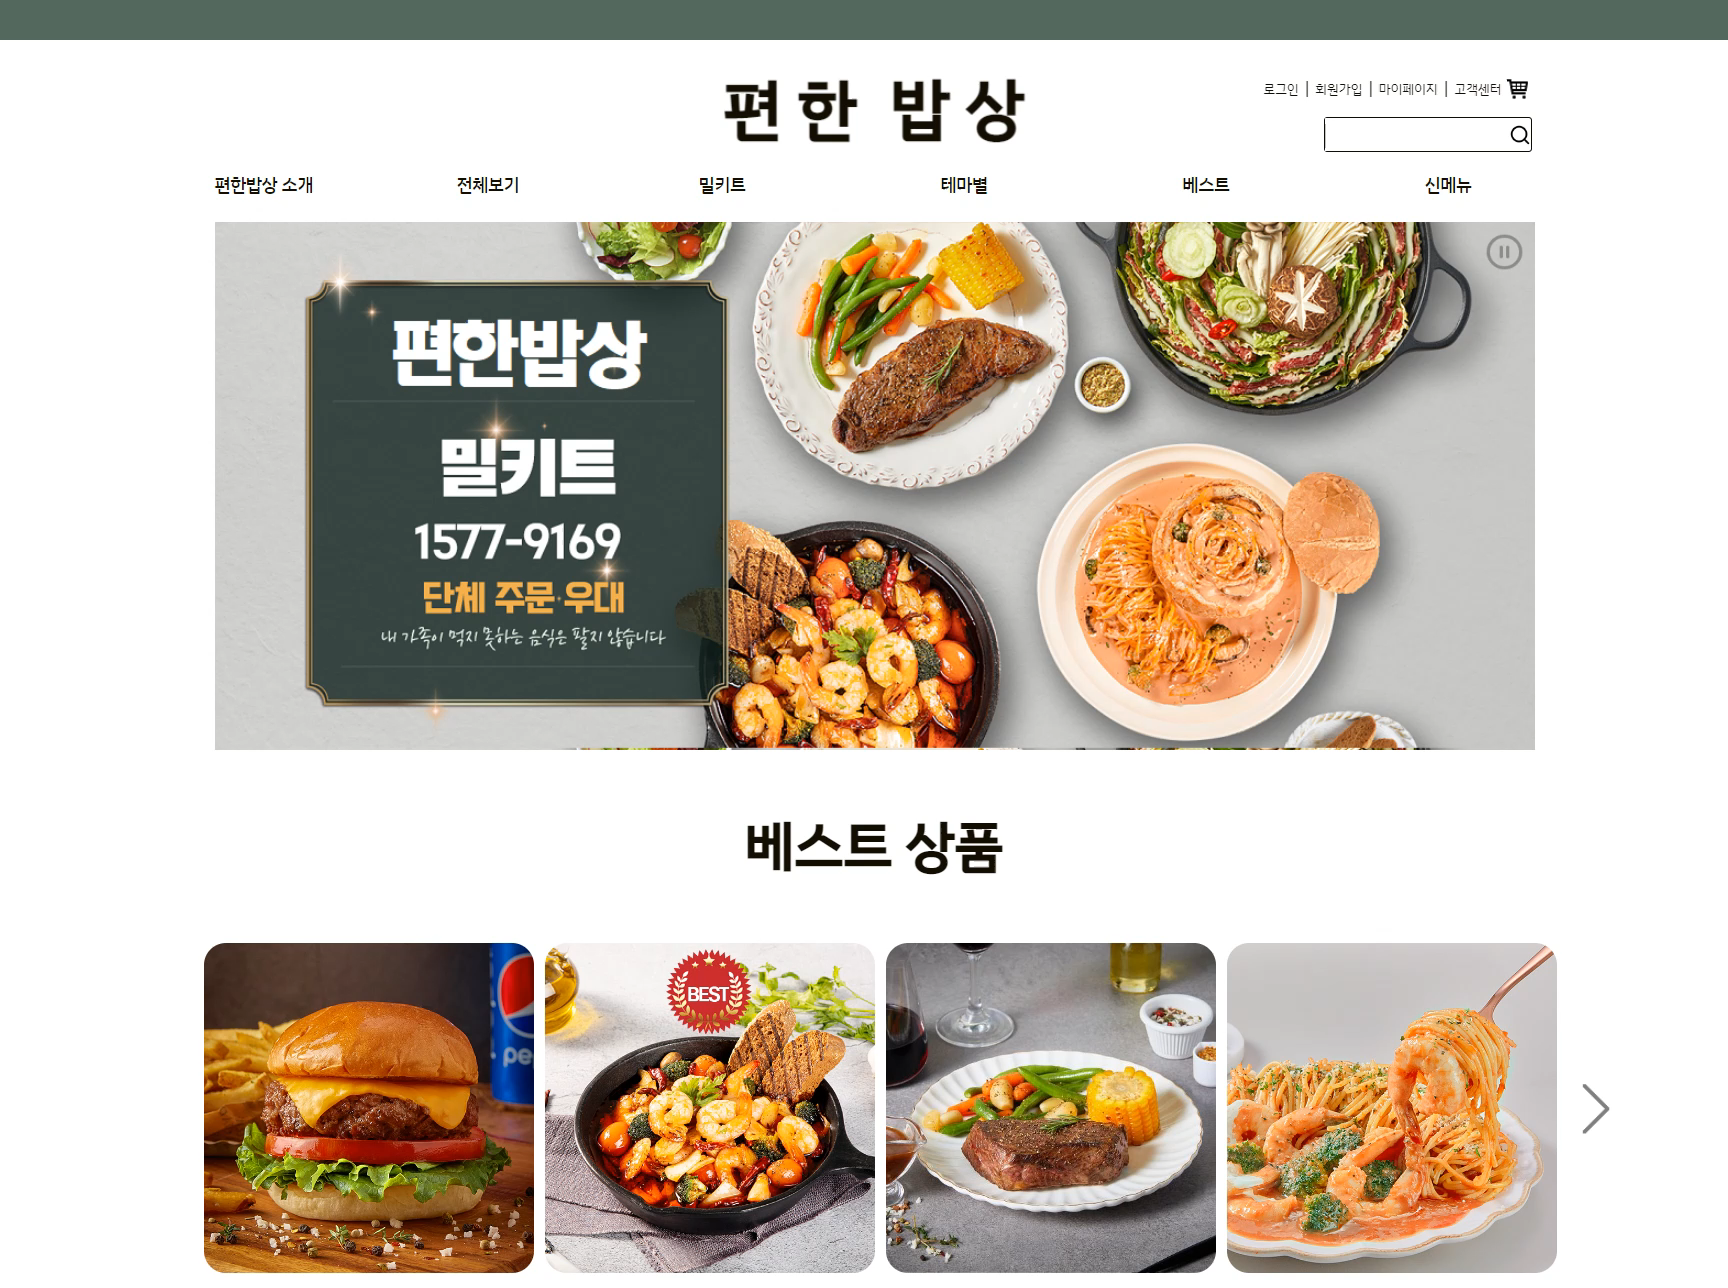 편한 밥상
로그인 | 회원가입 | 마이페이지 | 고객센터
편한밥상 소개 전체보기 밀키트 테마별 베스트 신메뉴
편한밥상
밀키트
1577-9169
단체 주문·우대
내 가족이 먹지 못하는 음식은 팔지 않습니다
베스트 상품
BEST
pe